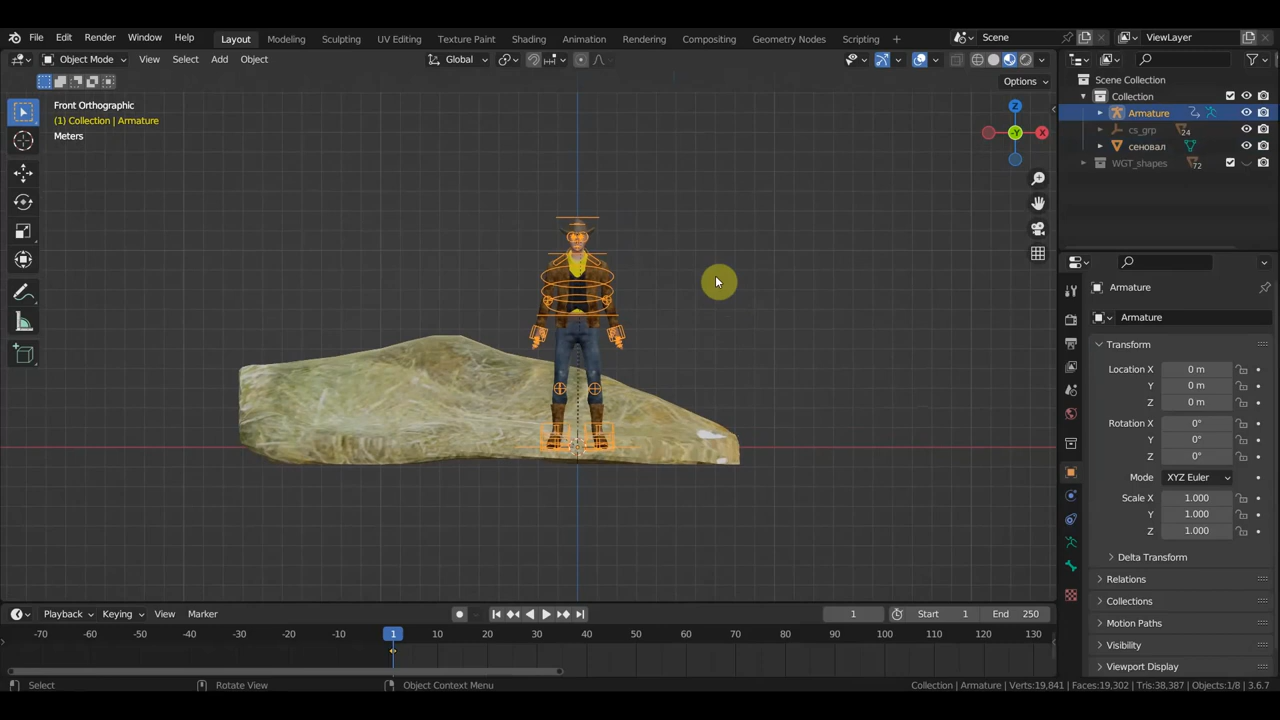 File Edit Render Window Help Layout Modeling Sculpting UV Editing Texture Paint Shading Animation Rendering Compositing Geometry Nodes Scripting + Scene ViewLayer
Object Mode View Select Add Object Global
Options
Front Orthographic
(1) Collection | Armature
Meters
Z
-Y
X
Scene Collection
Collection
Armature
cs_grp 24
сеновал
WGT_shapes 72
Armature
Armature
Transform
Location X 0 m
Y 0 m
Z 0 m
Rotation X 0°
Y 0°
Z 0°
Mode XYZ Euler
Scale X 1.000
Y 1.000
Z 1.000
Delta Transform
Relations
Collections
Motion Paths
Visibility
Viewport Display
Playback Keying View Marker 1 Start 1 End 250
-70 -60 -50 -40 -30 -20 -10 1 10 20 30 40 50 60 70 80 90 100 110 120 130
Select Rotate View Object Context Menu Collection | Armature | Verts:19,841 | Faces:19,302 | Tris:38,387 | Objects:1/8 | 3.6.7